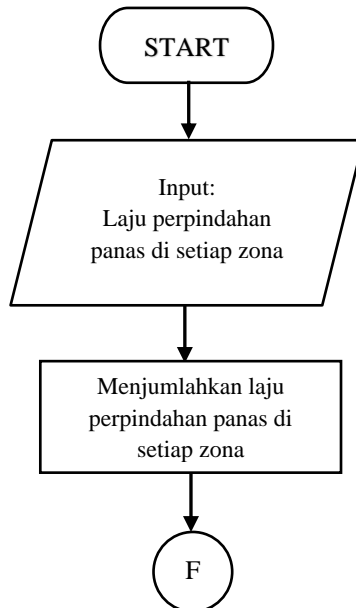 START
Input:
Laju perpindahan
panas di setiap zona
Menjumlahkan laju
perpindahan panas di
setiap zona
F